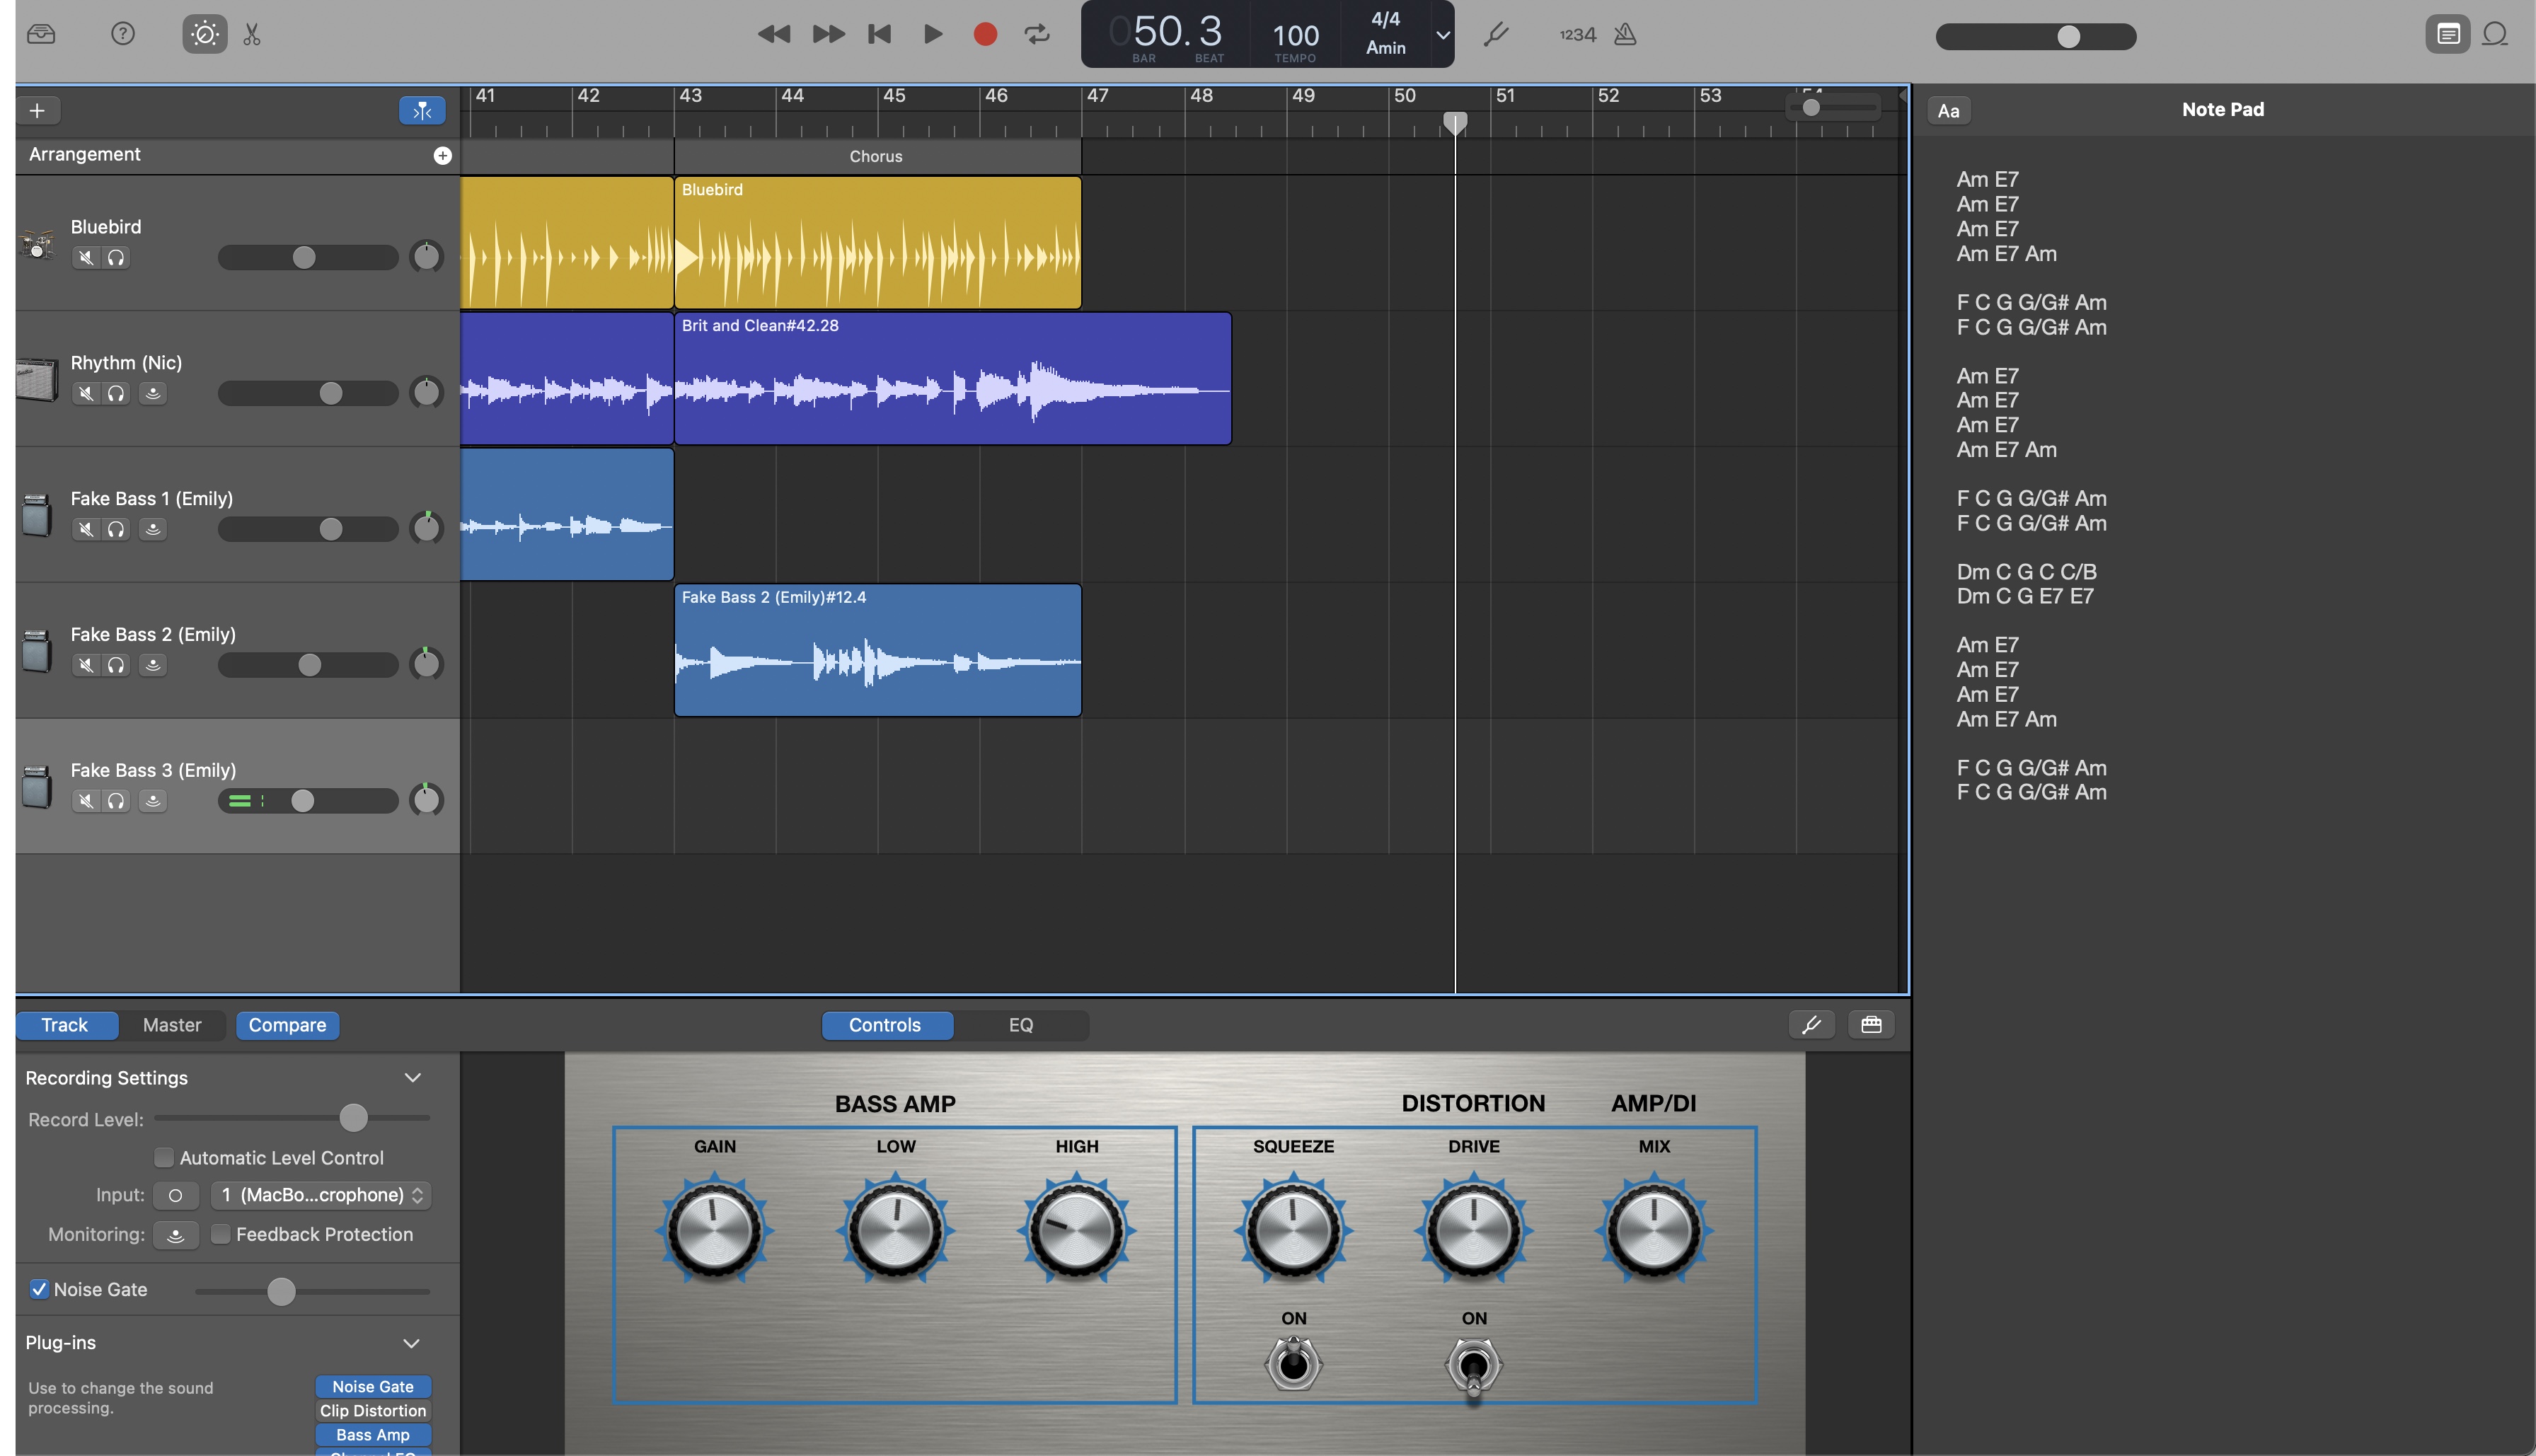 050.3
BAR BEAT
100
TEMPO
4/4
Amin
1234
41 42 43 44 45 46 47 48 49 50 51 52 53 54
Aa
Note Pad
Arrangement
Chorus
Bluebird
Bluebird
Rhythm (Nic)
Brit and Clean#42.28
Fake Bass 1 (Emily)
Fake Bass 2 (Emily)
Fake Bass 2 (Emily)#12.4
Fake Bass 3 (Emily)
Am E7
Am E7
Am E7
Am E7 Am
F C G G/G# Am
F C G G/G# Am
Am E7
Am E7
Am E7
Am E7 Am
F C G G/G# Am
F C G G/G# Am
Dm C G C C/B
Dm C G E7 E7
Am E7
Am E7
Am E7
Am E7 Am
F C G G/G# Am
F C G G/G# Am
Track Master Compare
Controls EQ
Recording Settings
Record Level:
Automatic Level Control
Input: 1 (MacBo...crophone)
Monitoring: Feedback Protection
Noise Gate
Plug-ins
Use to change the sound
processing.
Noise Gate
Clip Distortion
Bass Amp
BASS AMP
GAIN LOW HIGH
DISTORTION AMP/DI
SQUEEZE DRIVE MIX
ON ON